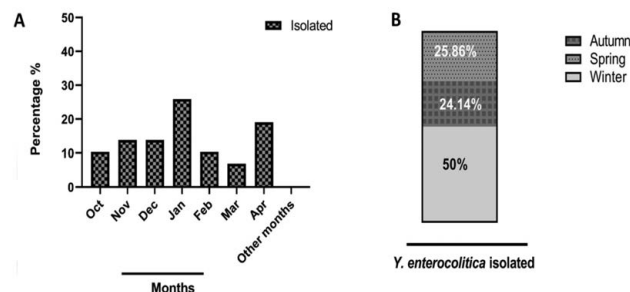 A
Percentage %
50
40
30
20
10
0
Isolated
Oct
Nov
Dec
Jan
Feb
Mar
Apr
Other months
Months
B
25.86%
24.14%
50%
Autumn
Spring
Winter
Y. enterocolitica isolated